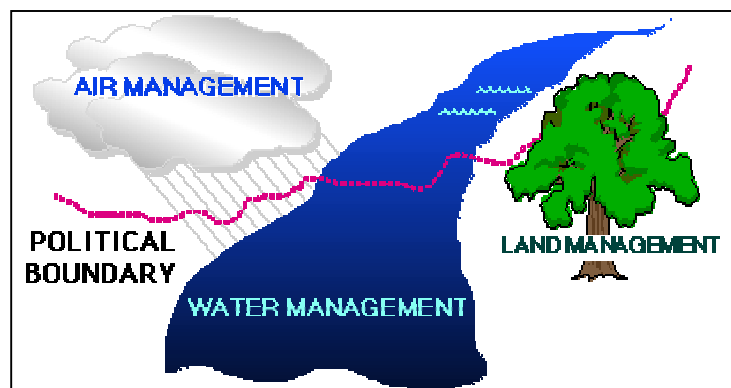 AIR MANAGEMENT
POLITICAL
BOUNDARY
LAND MANAGEMENT
WATER MANAGEMENT